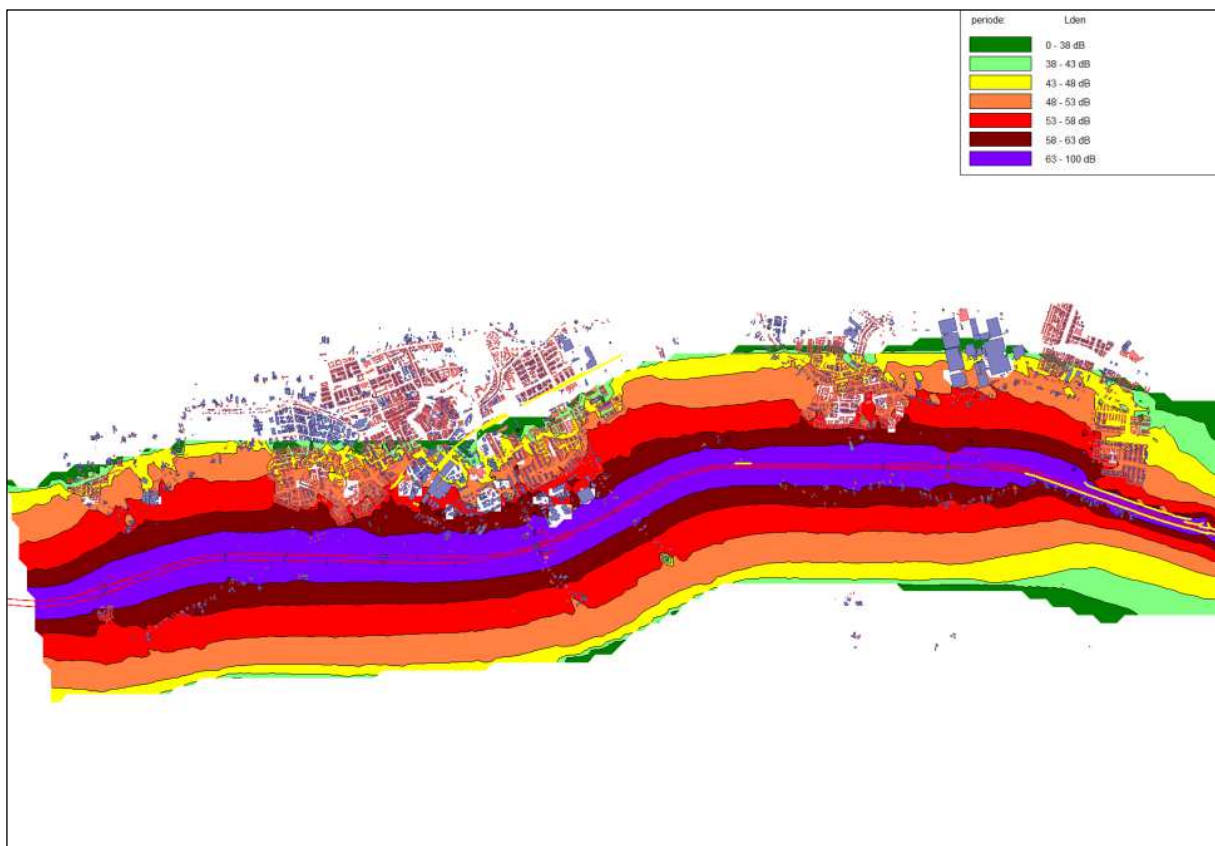 periode: Lden
0 - 38 dB
38 - 43 dB
43 - 48 dB
48 - 53 dB
53 - 58 dB
58 - 63 dB
63 - 100 dB